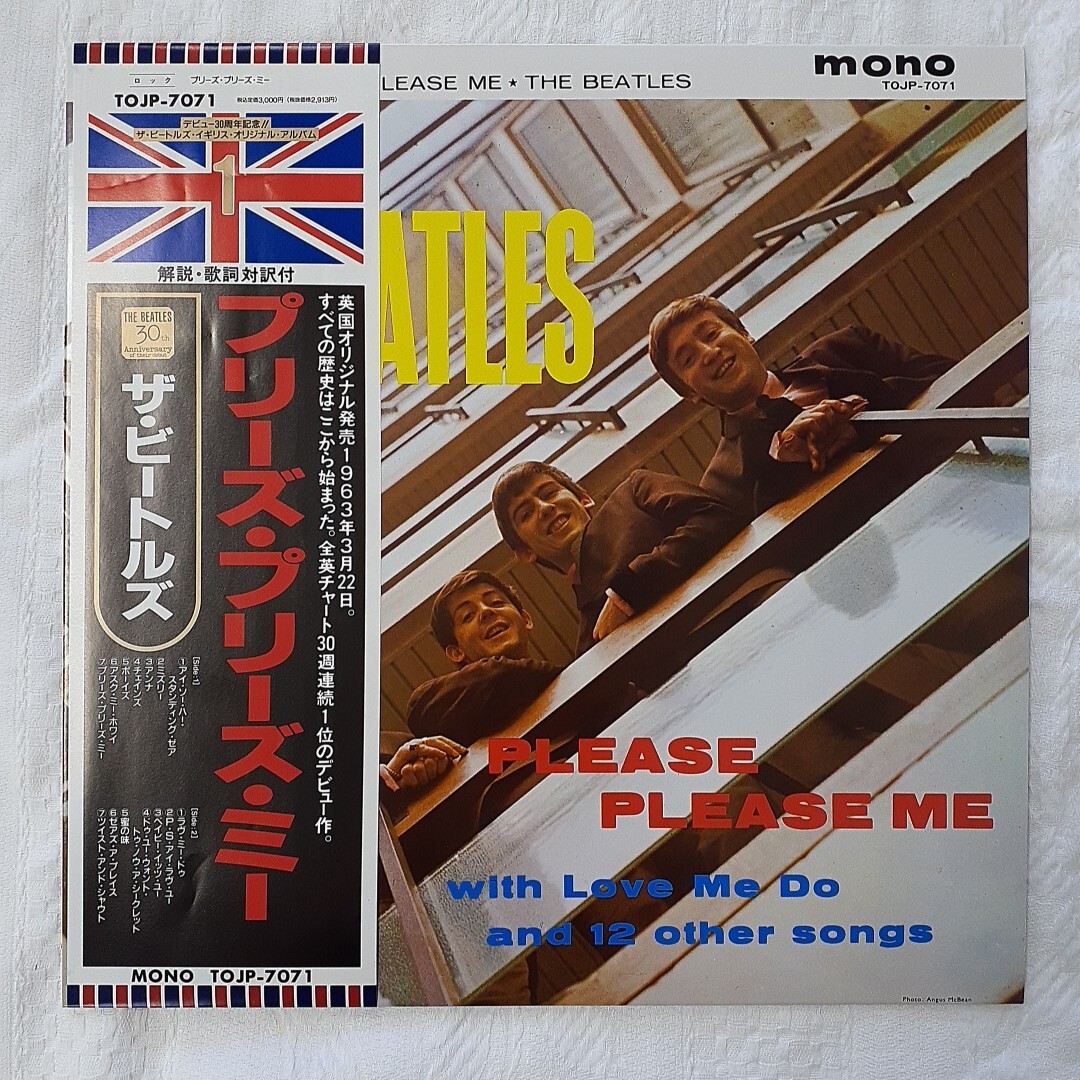 ロック プリーズ・プリーズ・ミー
TOJP-7071 税込定価3,000円(税抜価格2,913円)
デビュー30周年記念!!
ザ・ビートルズ・イギリス・オリジナル・アルバム
1
解説・歌詞対訳付
英国オリジナル発売1963年3月22日。
すべての歴史はここから始まった。全英チャート30週連続1位のデビュー作。
プリーズ・プリーズ・ミー
THE BEATLES
30th
Anniversary
of their debut
ザ・ビートルズ
[Side:1]
①アイ・ソー・ハー・
スタンディング・ゼア
②ミズリー
③アンナ
④チェインズ
⑤ボーイズ
⑥アスク・ミー・ホワイ
⑦プリーズ・プリーズ・ミー
[Side:2]
①ラヴ・ミー・ドゥ
②P.S.アイ・ラヴ・ユー
③ベイビー・イッツ・ユー
④ドゥ・ユー・ウォント・
トゥ・ノウ・ア・シークレット
⑤蜜の味
⑥ゼアズ・ア・プレイス
⑦ツイスト・アンド・シャウト
MONO TOJP-7071
LEASE ME★THE BEATLES
mono
TOJP-7071
ATLES
PLEASE
PLEASE ME
with Love Me Do
and 12 other songs
Photo: Angus McBean